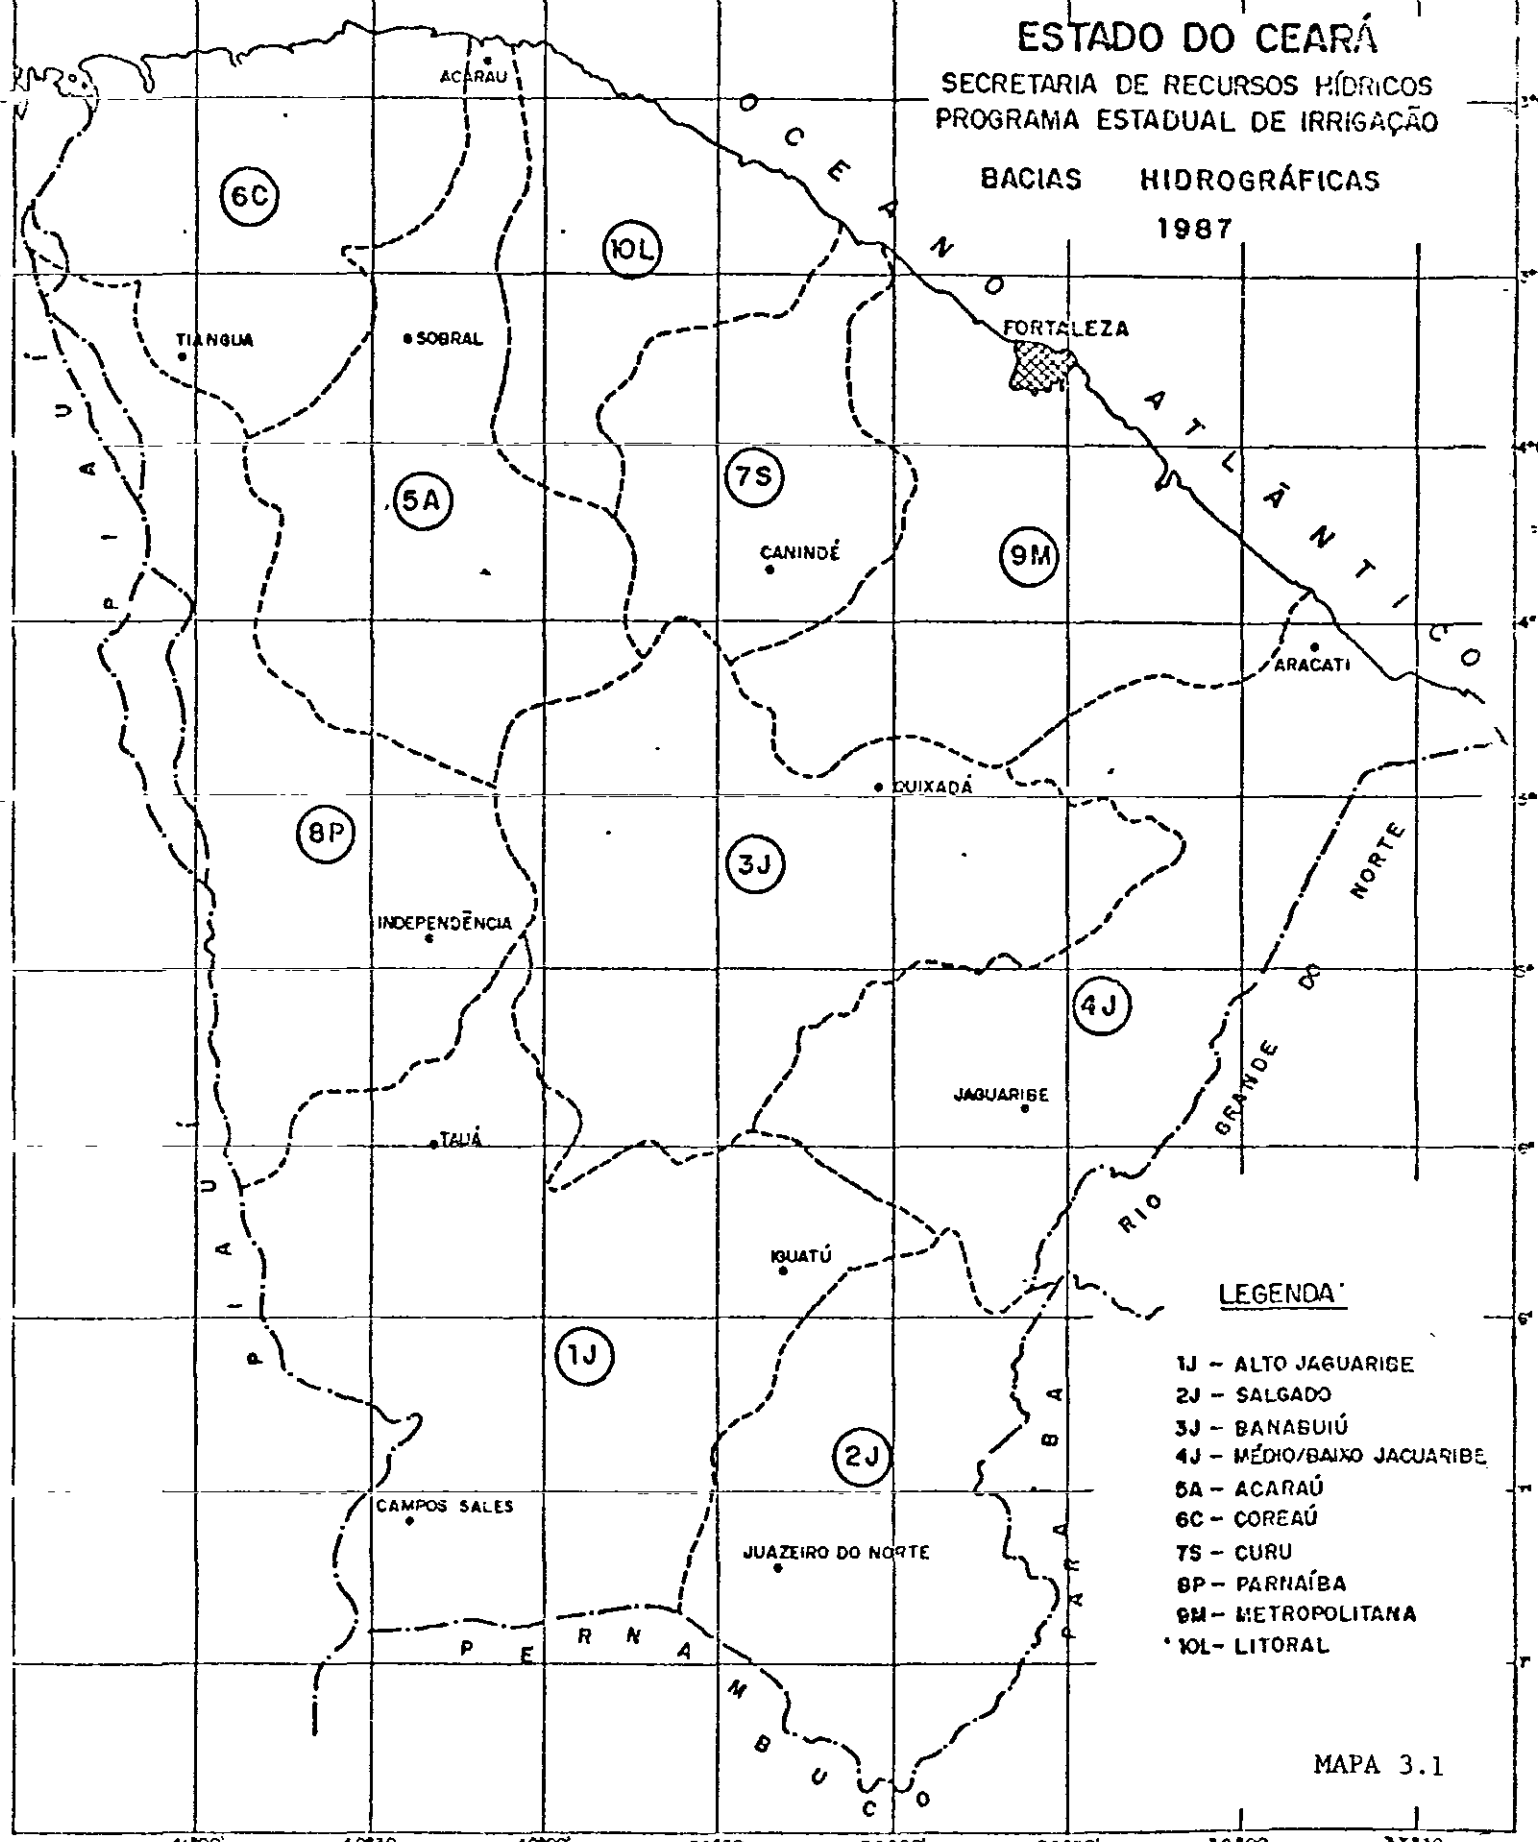 ESTADO DO CEARÁ
SECRETARIA DE RECURSOS HÍDRICOS
PROGRAMA ESTADUAL DE IRRIGAÇÃO
BACIAS HIDROGRÁFICAS
1987
ACARAU
OCEANO ATLÂNTICO
6C
10L
FORTALEZA
TIANGUA
SOBRAL
PIAUÍ
5A
7S
CANINDÉ
9M
ARACATI
QUIXADÁ
8P
3J
INDEPENDÊNCIA
4J
RIO GRANDE DO NORTE
JAGUARIBE
TAUÁ
PIAUÍ
IGUATÚ
1J
2J
PARAIBA
CAMPOS SALES
JUAZEIRO DO NORTE
PERNAMBUCO
LEGENDA
1J - ALTO JAGUARIBE
2J - SALGADO
3J - BANABUIÚ
4J - MÉDIO/BAIXO JAGUARIBE
5A - ACARAÚ
6C - COREAÚ
7S - CURU
8P - PARNAÍBA
9M - METROPOLITANA
10L - LITORAL
MAPA 3.1